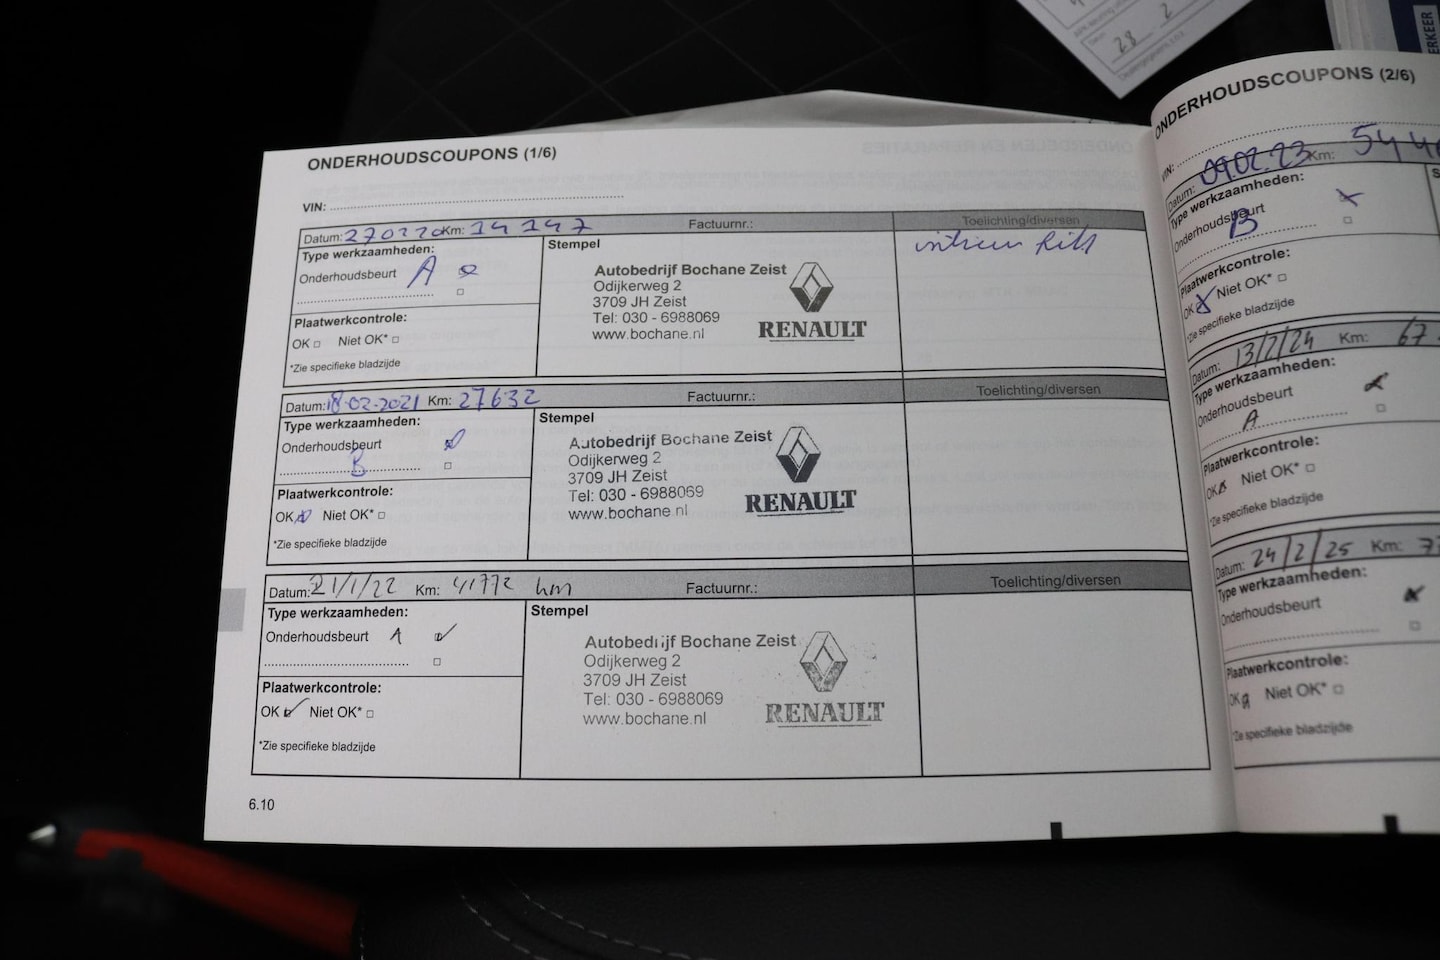 ONDERHOUDSCOUPONS (1/6)
VIN:
Datum: 270220 Km: 14147 Factuurnr.: Toelichting/diversen
Type werkzaamheden:
Onderhoudsbeurt A
Plaatwerkcontrole:
OK Niet OK*
*Zie specifieke bladzijde
Stempel
Autobedrijf Bochane Zeist
Odijkerweg 2
3709 JH Zeist
Tel: 030 - 6988069
www.bochane.nl
RENAULT
Datum: 18-02-2021 Km: 27632 Factuurnr.: Toelichting/diversen
Type werkzaamheden:
Onderhoudsbeurt
B
Plaatwerkcontrole:
OK Niet OK*
*Zie specifieke bladzijde
Stempel
Autobedrijf Bochane Zeist
Odijkerweg 2
3709 JH Zeist
Tel: 030 - 6988069
www.bochane.nl
RENAULT
Datum: 21/1/22 Km: 41772 km Factuurnr.: Toelichting/diversen
Type werkzaamheden:
Onderhoudsbeurt A
Plaatwerkcontrole:
OK Niet OK*
*Zie specifieke bladzijde
Stempel
Autobedrijf Bochane Zeist
Odijkerweg 2
3709 JH Zeist
Tel: 030 - 6988069
www.bochane.nl
RENAULT
6.10
ONDERHOUDSCOUPONS (2/6)
VIN:
Datum: 09.02.23 Km: 544
Type werkzaamheden:
Onderhoudsbeurt
B
Plaatwerkcontrole:
OK Niet OK*
*Zie specifieke bladzijde
Datum: 13/2/24 Km: 67
Type werkzaamheden:
Onderhoudsbeurt
A
Plaatwerkcontrole:
OK Niet OK*
*Zie specifieke bladzijde
Datum: 24/2/25 Km: 7
Type werkzaamheden:
Onderhoudsbeurt
Plaatwerkcontrole:
OK Niet OK*
*Zie specifieke bladzijde
28 2
ERKEER